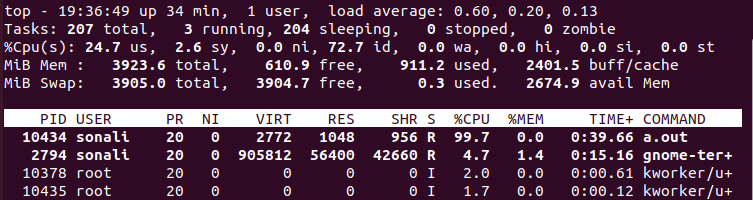 top - 19:36:49 up 34 min,  1 user,  load average: 0.60, 0.20, 0.13
Tasks: 207 total,   3 running, 204 sleeping,   0 stopped,   0 zombie
%Cpu(s): 24.7 us,  2.6 sy,  0.0 ni, 72.7 id,  0.0 wa,  0.0 hi,  0.0 si,  0.0 st
MiB Mem :   3923.6 total,    610.9 free,    911.2 used,   2401.5 buff/cache
MiB Swap:   3905.0 total,   3904.7 free,      0.3 used.   2674.9 avail Mem
PID USER      PR  NI    VIRT    RES    SHR S  %CPU  %MEM     TIME+ COMMAND
10434 sonali    20   0    2772   1048    956 R  99.7   0.0   0:39.66 a.out
2794 sonali    20   0  905812  56400  42660 R   4.7   1.4   0:15.16 gnome-ter+
10378 root      20   0       0      0      0 I   2.0   0.0   0:00.61 kworker/u+
10435 root      20   0       0      0      0 I   1.7   0.0   0:00.12 kworker/u+